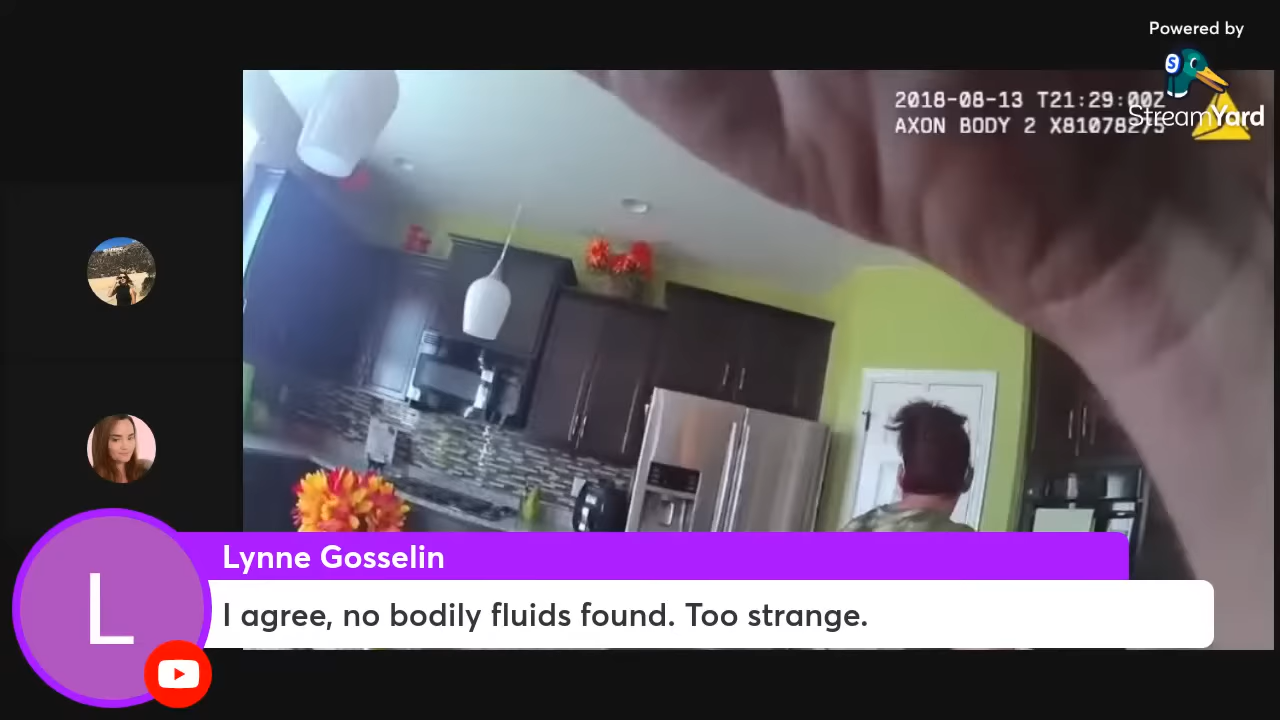 Powered by
S
2018-08-13 T21:29:00Z
StreamYard
AXON BODY 2 X81078275
Lynne Gosselin
L
I agree, no bodily fluids found. Too strange.